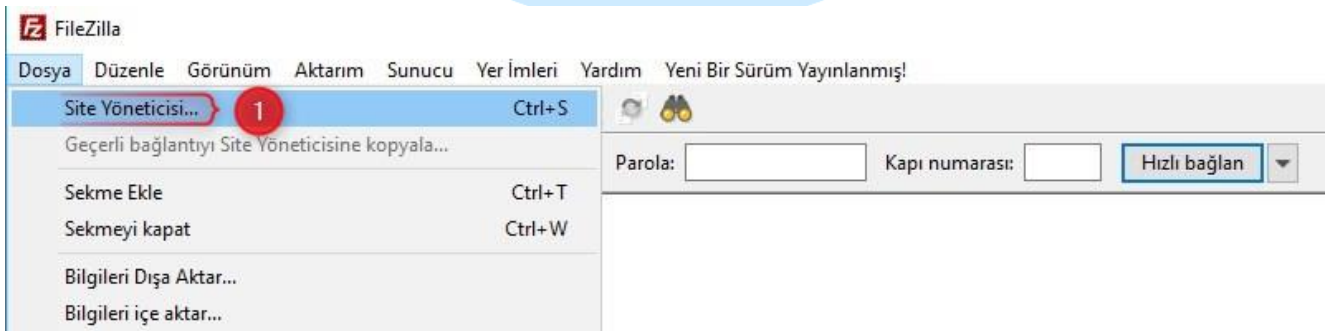 FileZilla
Dosya Düzenle Görünüm Aktarım Sunucu Yer İmleri Yardım Yeni Bir Sürüm Yayınlanmış!
Site Yöneticisi... 1 Ctrl+S
Geçerli bağlantıyı Site Yöneticisine kopyala...
Parola: Kapı numarası: Hızlı bağlan
Sekme Ekle Ctrl+T
Sekmeyi kapat Ctrl+W
Bilgileri Dışa Aktar...
Bilgileri içe aktar...